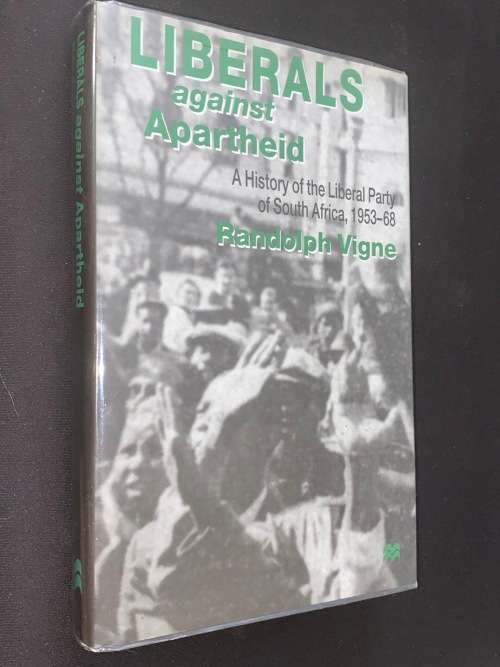 LIBERALS
against
Apartheid
A History of the Liberal Party
of South Africa, 1953–68
Randolph Vigne
LIBERALS against Apartheid